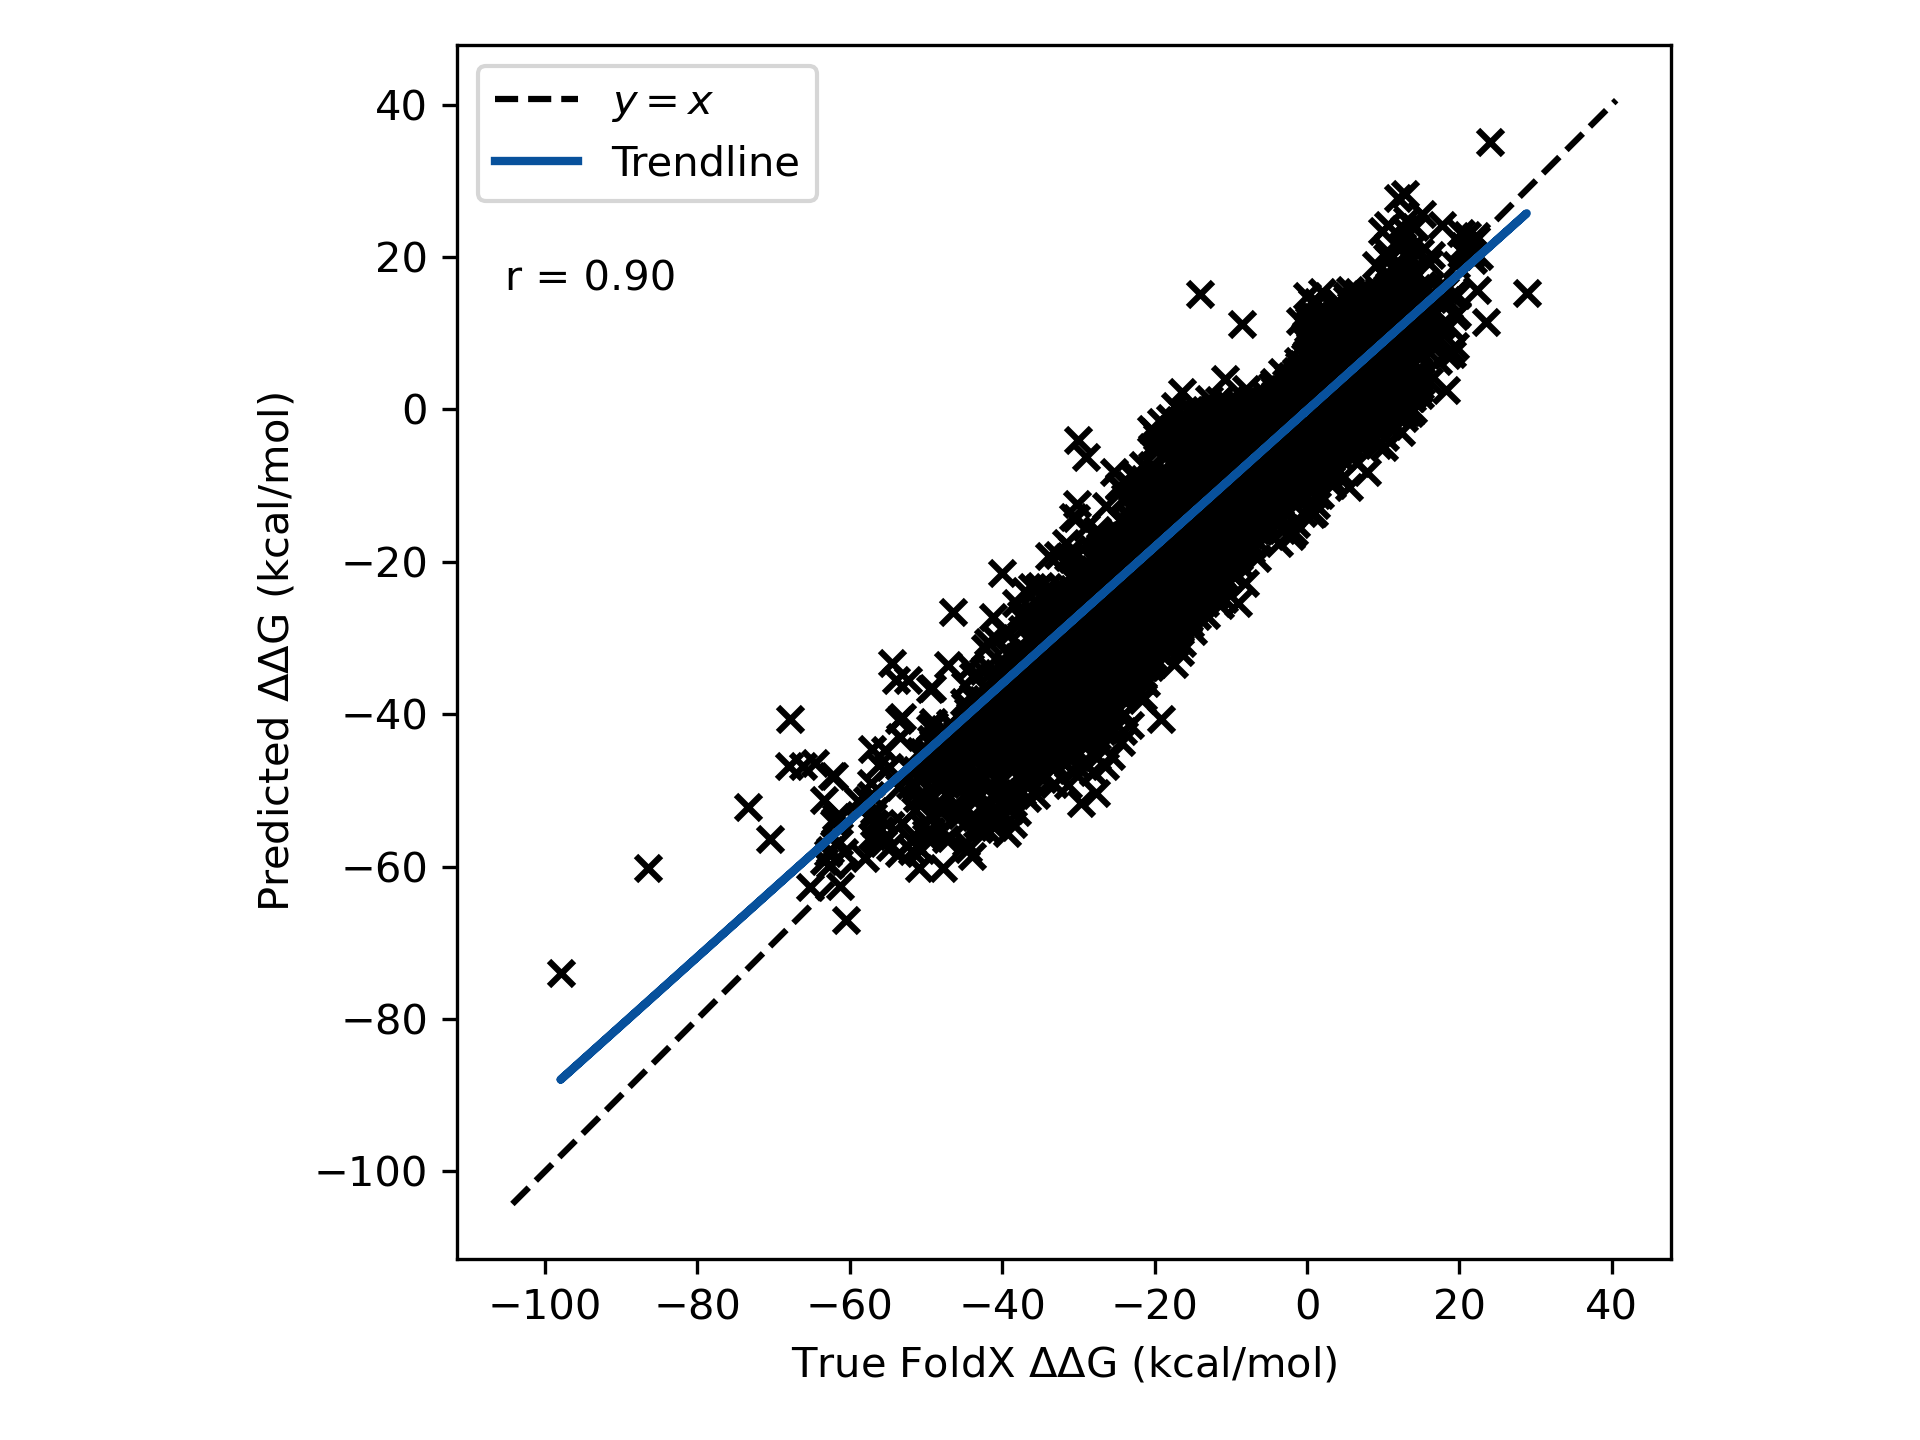 y = x
Trendline
r = 0.90
40
20
0
−20
−40
−60
−80
−100
Predicted ΔΔG (kcal/mol)
−100 −80 −60 −40 −20 0 20 40
True FoldX ΔΔG (kcal/mol)